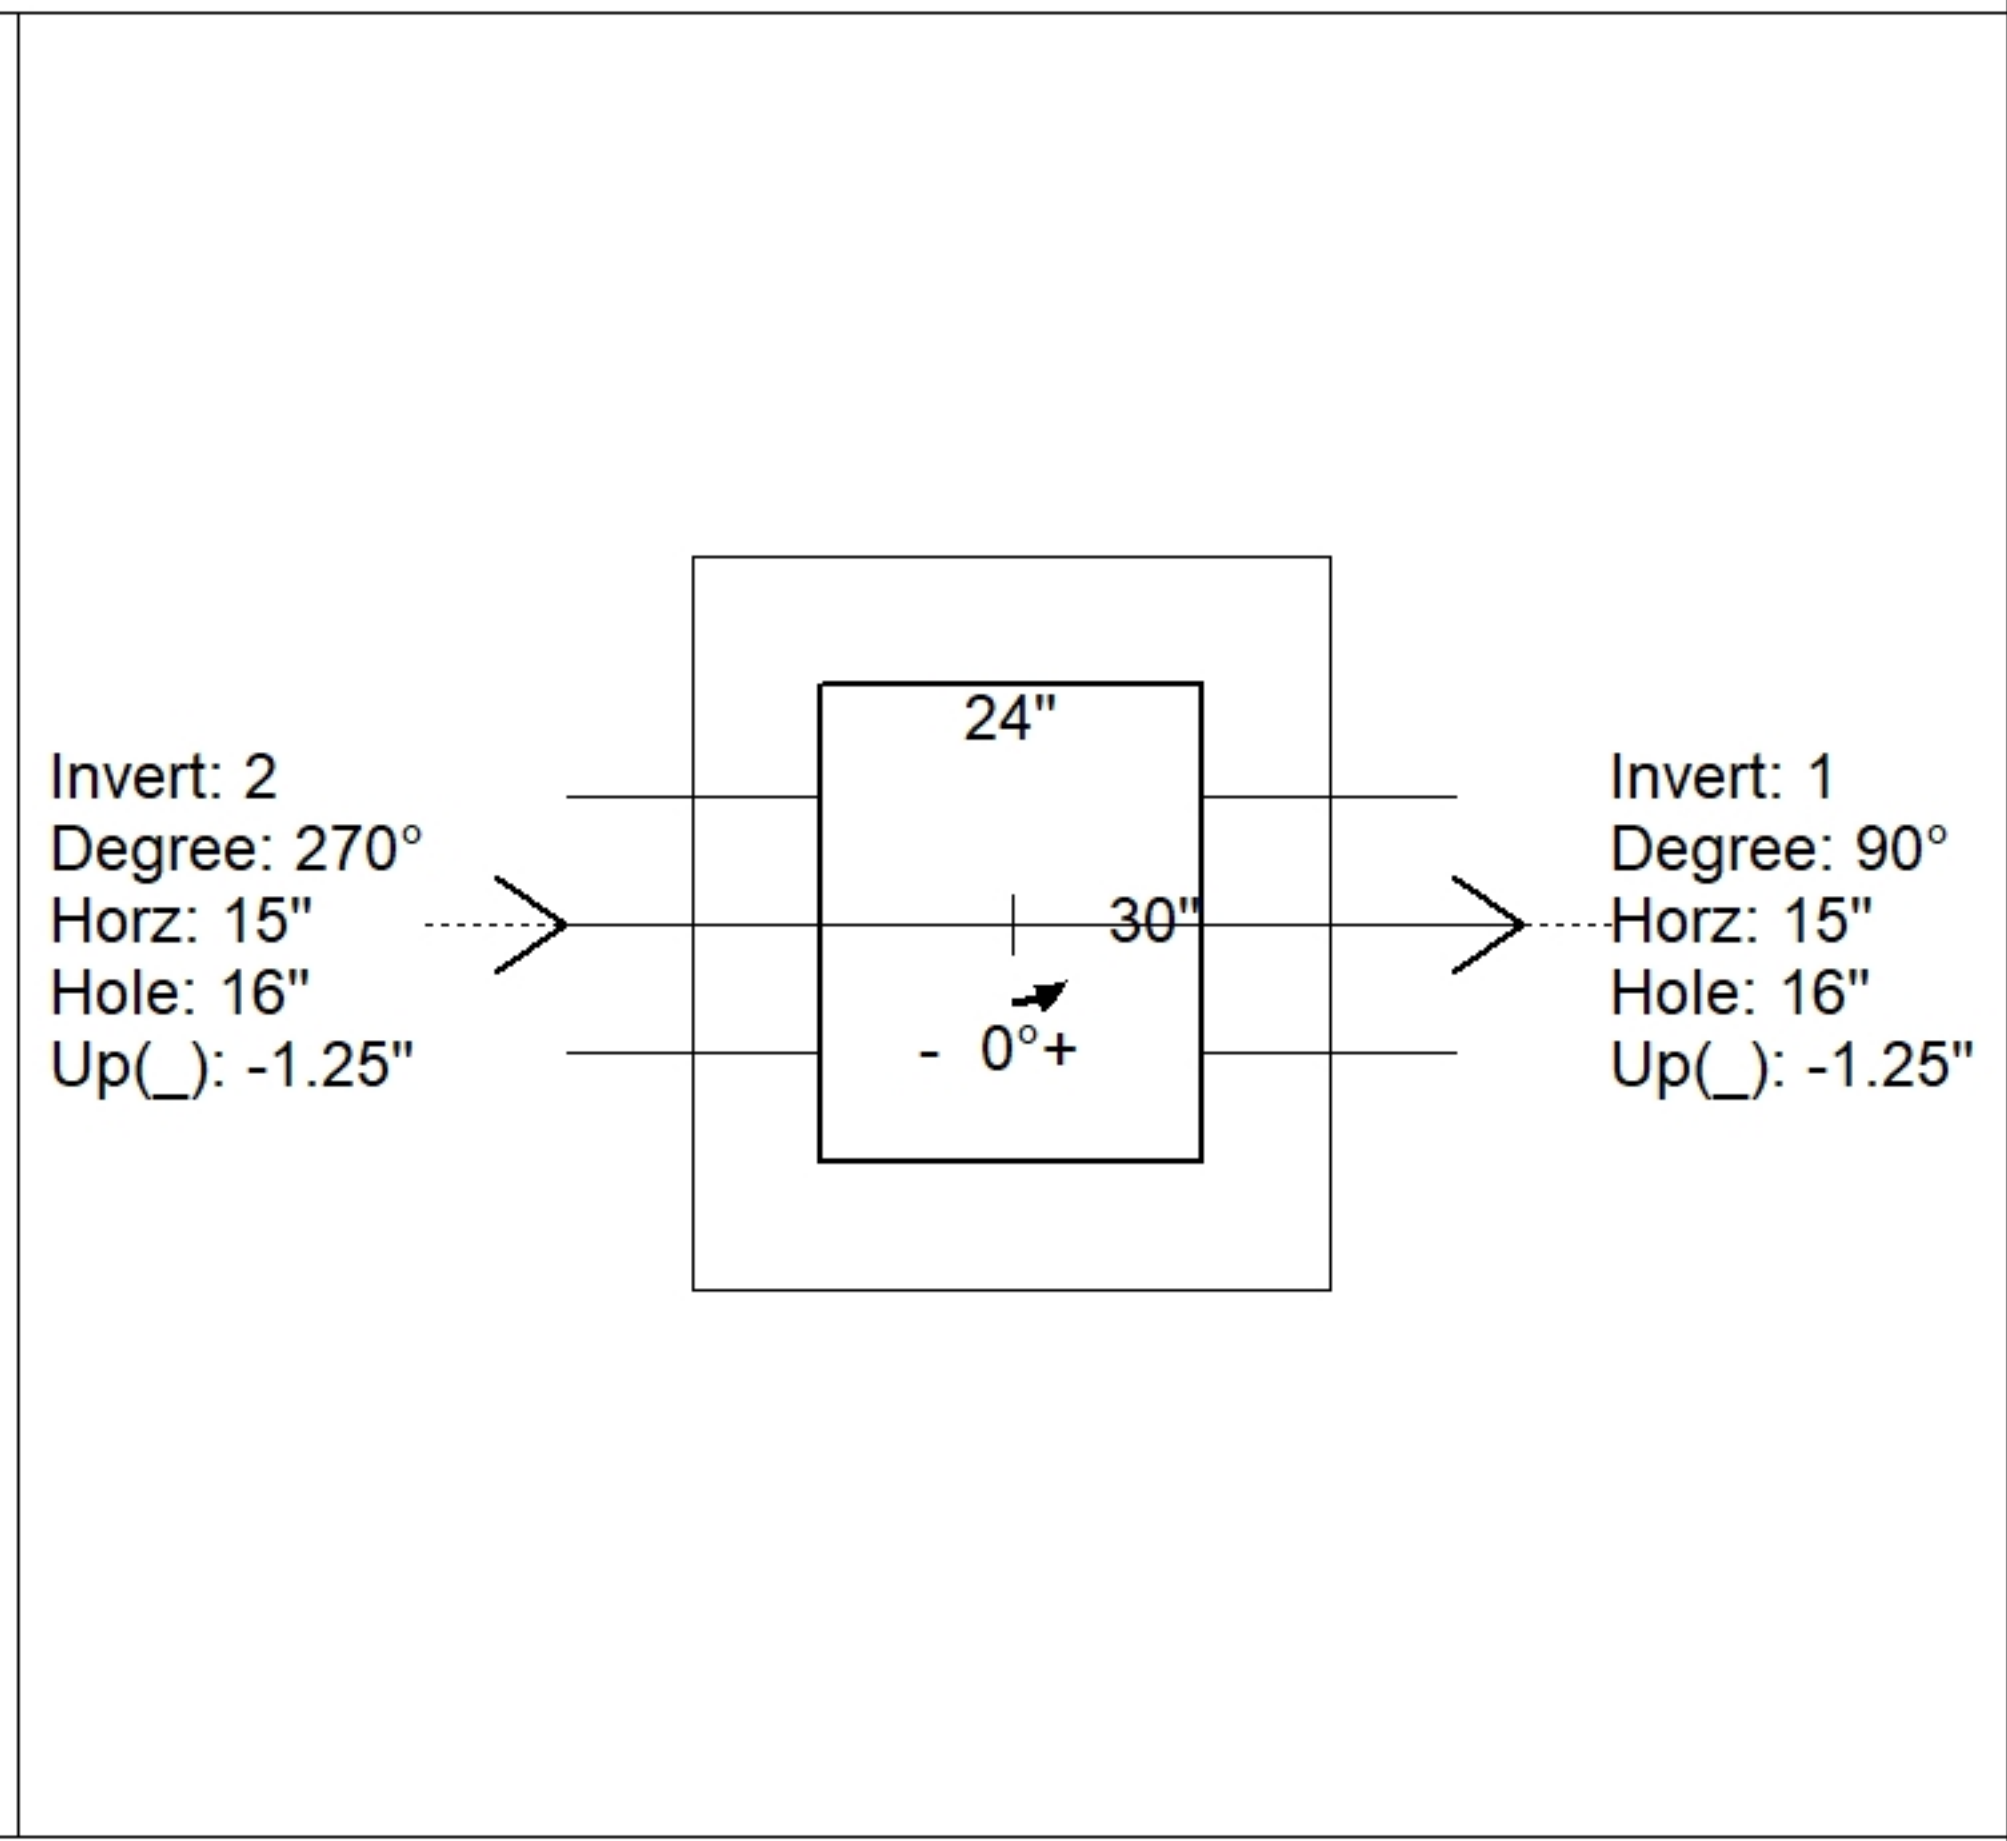 24"
Invert: 2
Degree: 270°
Horz: 15"
Hole: 16"
Up(_): -1.25"
30"
- 0°+
Invert: 1
Degree: 90°
Horz: 15"
Hole: 16"
Up(_): -1.25"